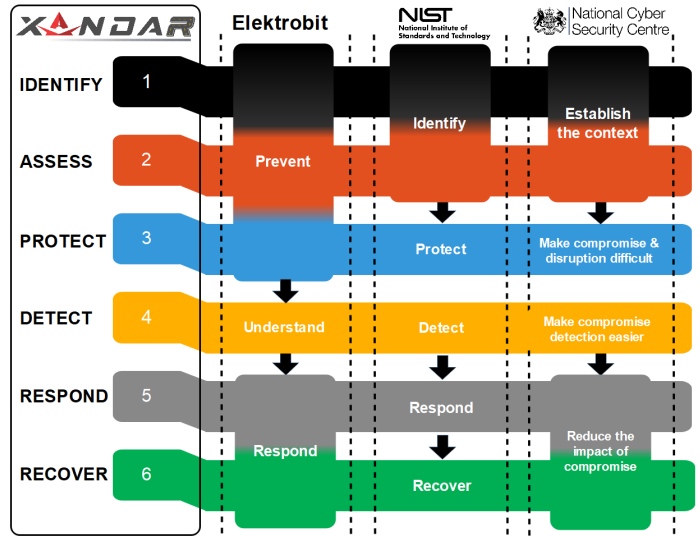 XANDAR
Elektrobit
NIST
National Institute of
Standards and Technology
National Cyber
Security Centre
IDENTIFY
1
Identify
Establish
the context
ASSESS
2
Prevent
PROTECT
3
Protect
Make compromise &
disruption difficult
DETECT
4
Understand
Detect
Make compromise
detection easier
RESPOND
5
Respond
Respond
Reduce the
impact of
compromise
RECOVER
6
Recover